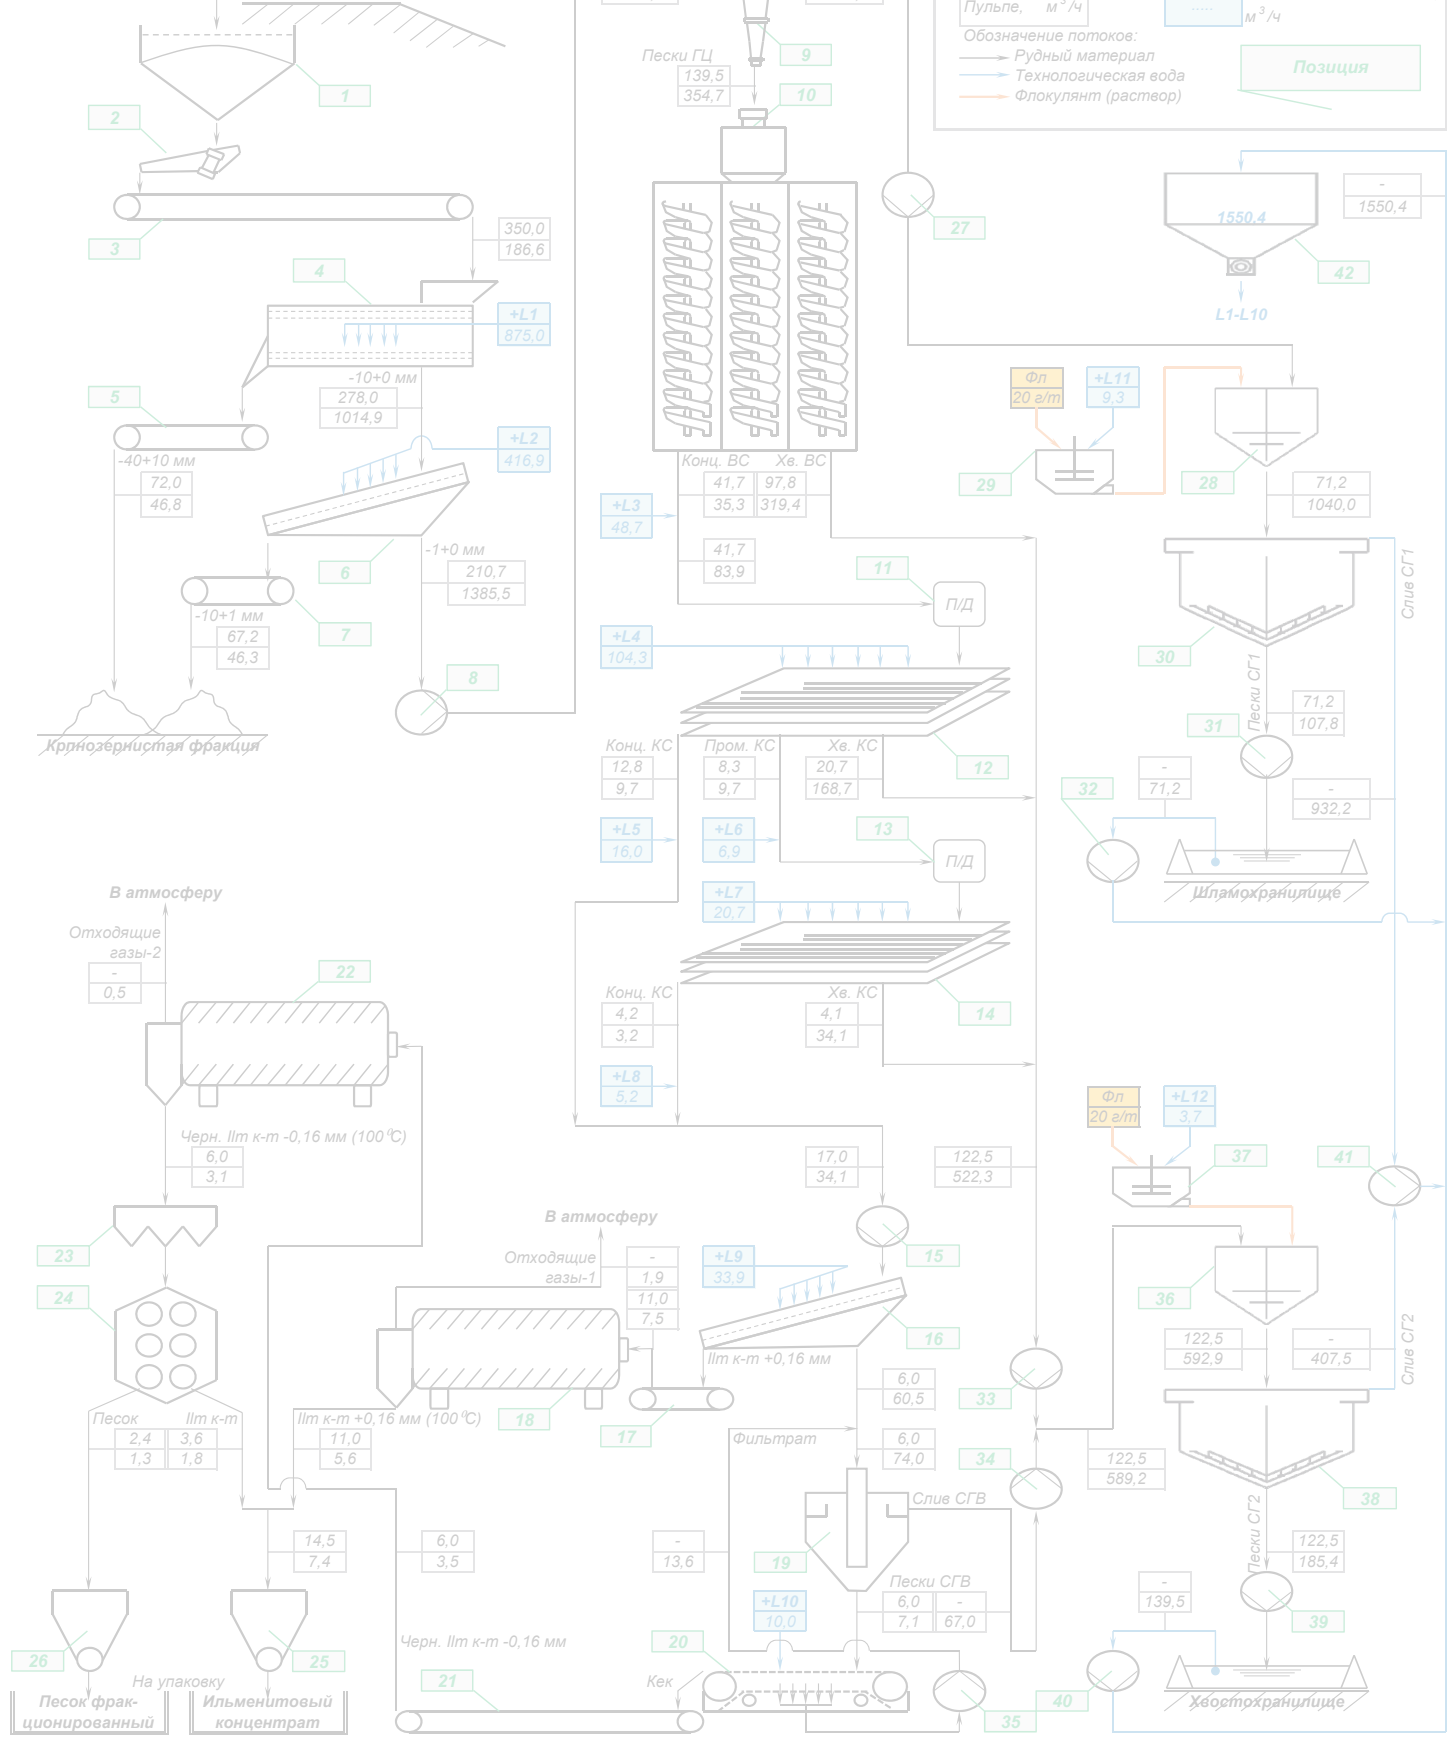 Пульпе, м³/ч
.....
м³/ч
Обозначение потоков:
Рудный материал
Технологическая вода
Флокулянт (раствор)
Позиция
1
2
3
350,0
186,6
4
+L1
875,0
-10+0 мм
278,0
1014,9
5
+L2
416,9
-40+10 мм
72,0
46,8
6
-1+0 мм
210,7
1385,5
7
-10+1 мм
67,2
46,3
8
Крпнозернистая фракция
Пески ГЦ
139,5
354,7
9
10
Конц. ВС Хв. ВС
41,7 97,8
35,3 319,4
+L3
48,7
41,7
83,9
11
П/Д
+L4
104,3
12
Конц. КС Пром. КС Хв. КС
12,8 8,3 20,7
9,7 9,7 168,7
+L5 +L6
16,0 6,9
13
П/Д
+L7
20,7
14
Конц. КС Хв. КС
4,2 4,1
3,2 34,1
+L8
5,2
17,0
34,1
122,5
522,3
27
-
1550,4
1550,4
42
L1-L10
Фл +L11
20 г/т 9,3
29
28
71,2
1040,0
Слив СГ1
30
Пески СГ1
71,2
107,8
31
32
-
71,2
-
932,2
Шламохранилище
В атмосферу
Отходящие
газы-2
-
0,5
22
Черн. Ilm к-т -0,16 мм (100⁰С)
6,0
3,1
23
24
Песок Ilm к-т
2,4 3,6
1,3 1,8
Ilm к-т +0,16 мм (100⁰С)
11,0
5,6
В атмосферу
Отходящие
газы-1
-
1,9
11,0
7,5
+L9
33,9
15
16
Ilm к-т +0,16 мм
18
17
6,0
60,5
Фильтрат
6,0
74,0
33
34
Слив СГВ
19
14,5
7,4
6,0
3,5
-
13,6
Пески СГВ
6,0 -
7,1 67,0
+L10
10,0
26
25
На упаковку
Песок фрак-
ционированный
Ильменитовый
концентрат
Черн. Ilm к-т -0,16 мм
20
21
Кек
35
40
Фл +L12
20 г/т 3,7
37
41
36
122,5
592,9
-
407,5
Слив СГ2
122,5
589,2
38
Пески СГ2
122,5
185,4
-
139,5
39
Хвостохранилище